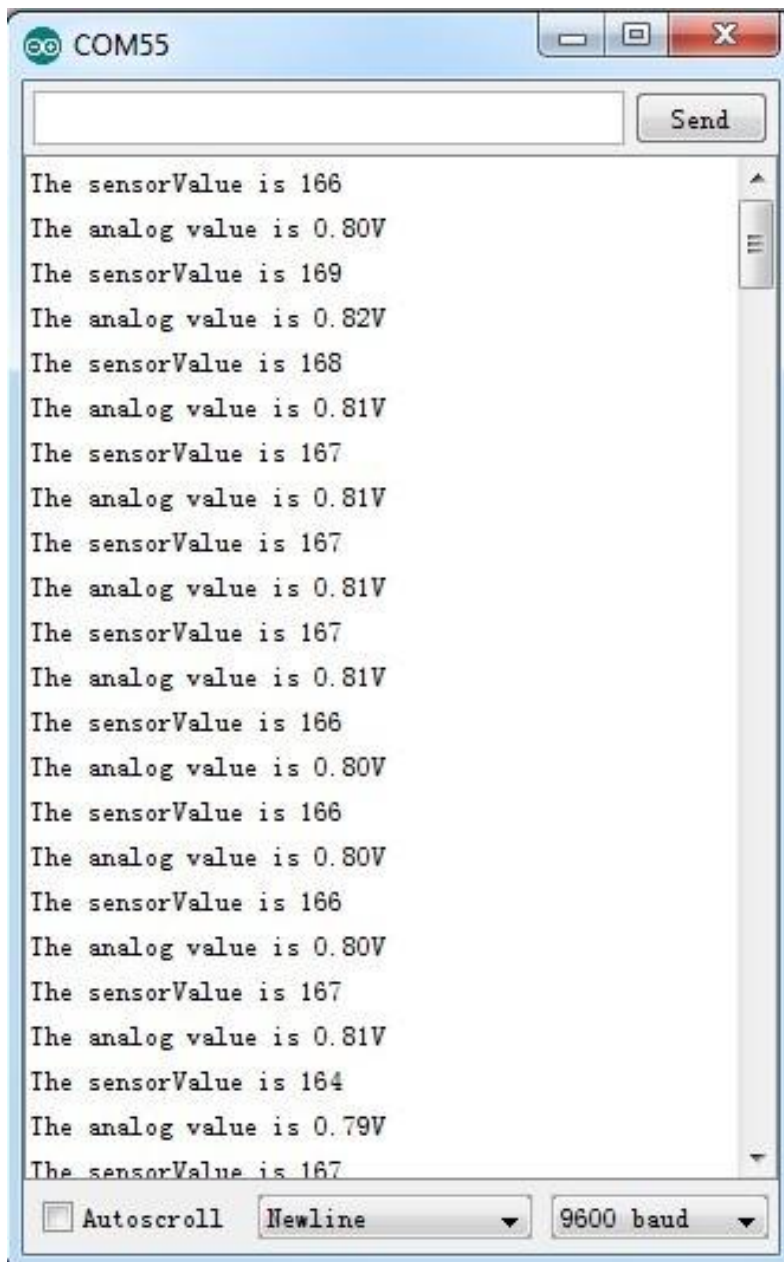 COM55
Send
The sensorValue is 166
The analog value is 0.80V
The sensorValue is 169
The analog value is 0.82V
The sensorValue is 168
The analog value is 0.81V
The sensorValue is 167
The analog value is 0.81V
The sensorValue is 167
The analog value is 0.81V
The sensorValue is 167
The analog value is 0.81V
The sensorValue is 166
The analog value is 0.80V
The sensorValue is 166
The analog value is 0.80V
The sensorValue is 166
The analog value is 0.80V
The sensorValue is 167
The analog value is 0.81V
The sensorValue is 164
The analog value is 0.79V
The sensorValue is 167
Autoscroll Newline 9600 baud